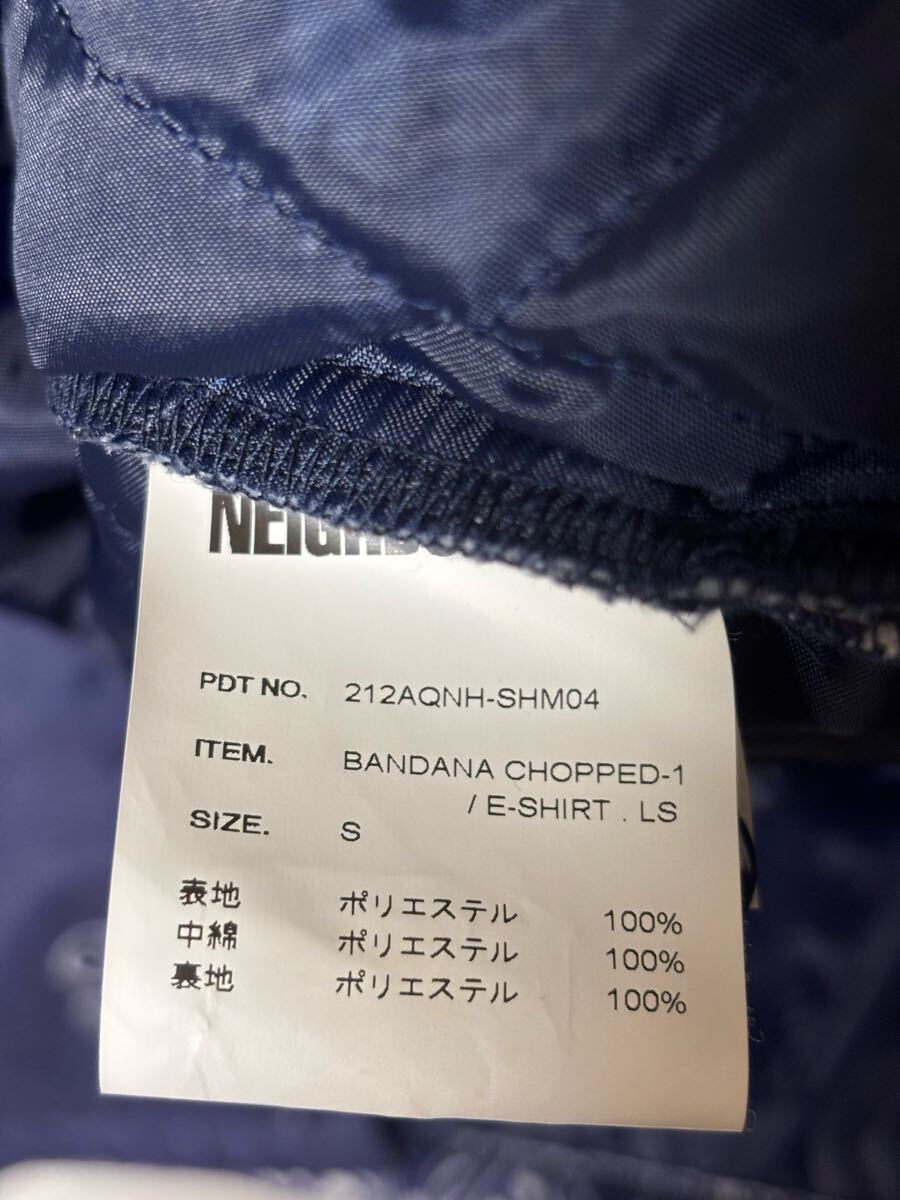 PDT NO. 212AQNH-SHM04
ITEM. BANDANA CHOPPED-1
/ E-SHIRT . LS
SIZE. S
表地 ポリエステル 100%
中綿 ポリエステル 100%
裏地 ポリエステル 100%